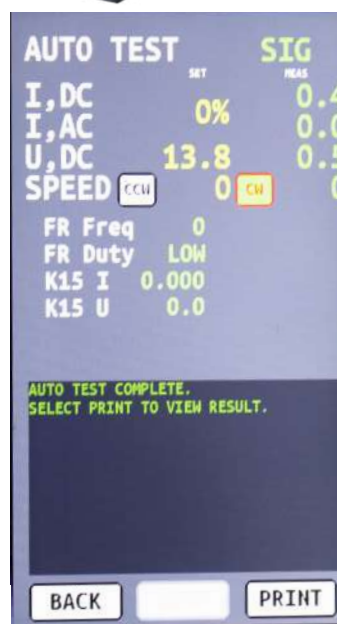 AUTO TEST SIG
SET MEAS
I,DC 0.4
I,AC 0% 0.0
U,DC 13.8 0.5
SPEED CCW 0 CW
FR Freq 0
FR Duty LOW
K15 I 0.000
K15 U 0.0
AUTO TEST COMPLETE.
SELECT PRINT TO VIEW RESULT.
BACK
PRINT